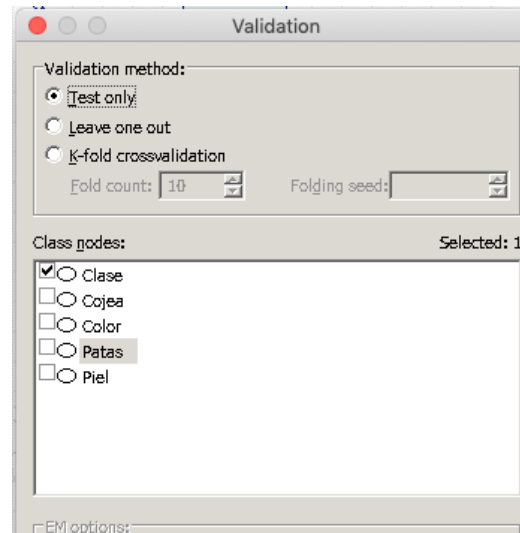 Validation
Validation method:
Test only
Leave one out
K-fold crossvalidation
Fold count: 10 Folding seed:
Class nodes: Selected: 1
Clase
Cojea
Color
Patas
Piel
EM options: